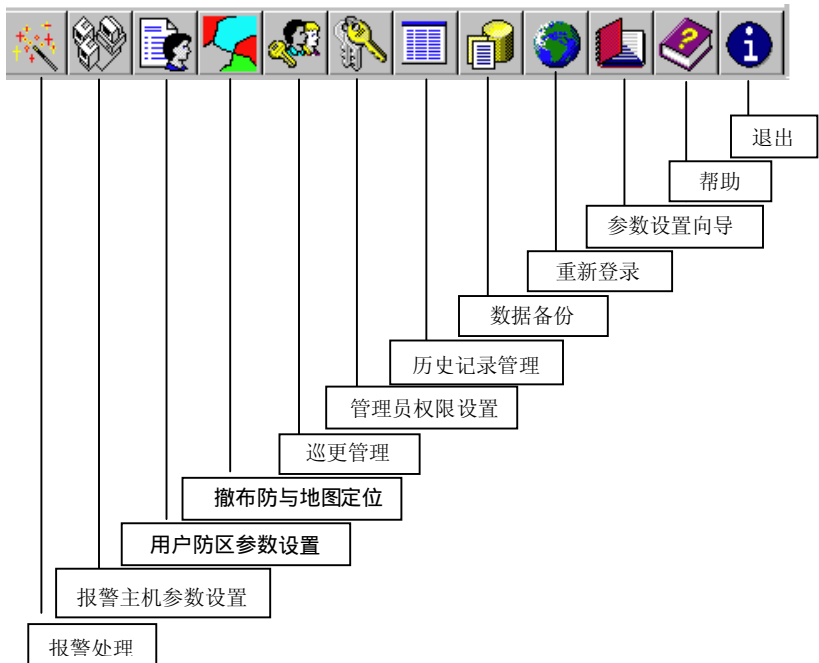 退出
帮助
参数设置向导
重新登录
数据备份
历史记录管理
管理员权限设置
巡更管理
撤布防与地图定位
用户防区参数设置
报警主机参数设置
报警处理